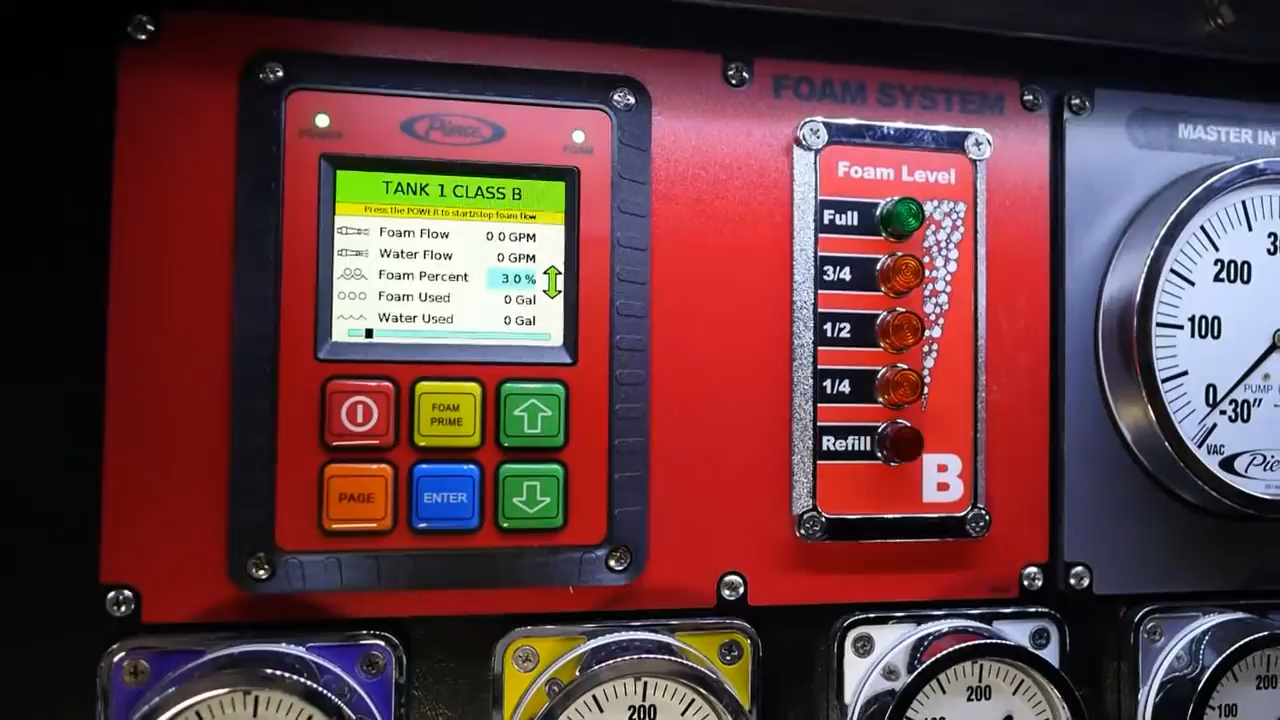 POWER
Pierce
FOAM
TANK 1 CLASS B
Press the POWER to start/stop foam flow
Foam Flow 0.0 GPM
Water Flow 0 GPM
Foam Percent 3.0 %
Foam Used 0 Gal
Water Used 0 Gal
FOAM
PRIME
PAGE
ENTER
FOAM SYSTEM
Foam Level
Full
3/4
1/2
1/4
Refill
B
MASTER IN
200
100
0
-30"
PUMP
VAC
200
200
200
100